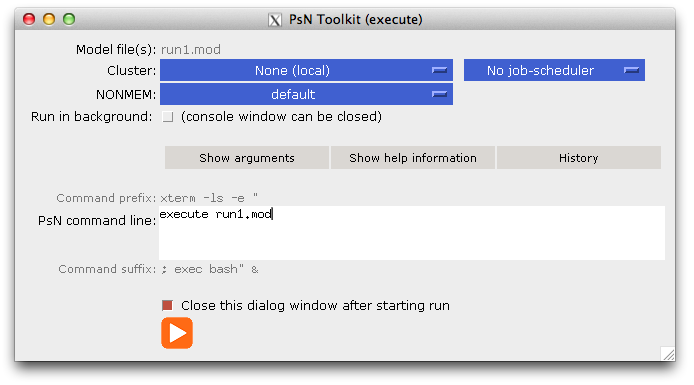 PsN Toolkit (execute)
Model file(s): run1.mod
Cluster: None (local) No job-scheduler
NONMEM: default
Run in background: (console window can be closed)
Show arguments Show help information History
Command prefix: xterm -ls -e "
PsN command line: execute run1.mod
Command suffix: ; exec bash" &
Close this dialog window after starting run